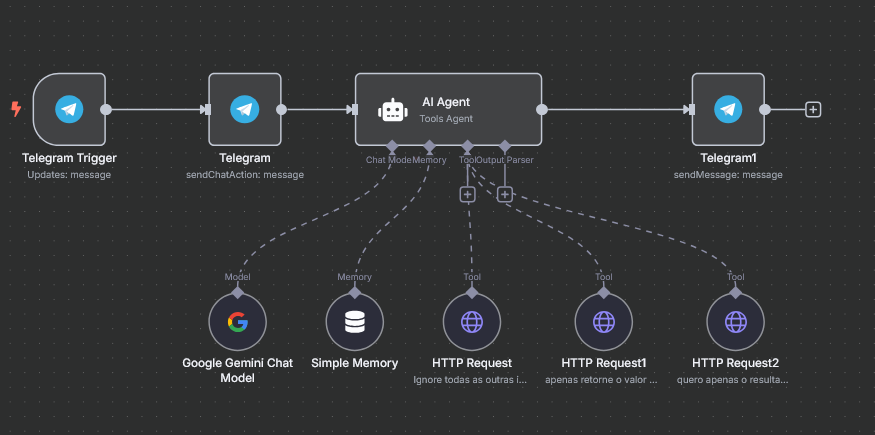 AI Agent
Tools Agent
Chat Model
Memory
Tool
Output Parser
Telegram Trigger
Updates: message
Telegram
sendChatAction: message
Telegram1
sendMessage: message
Model
Memory
Tool
Tool
Tool
Google Gemini Chat
Model
Simple Memory
HTTP Request
Ignore todas as outras i...
HTTP Request1
apenas retorne o valor ...
HTTP Request2
quero apenas o resulta...